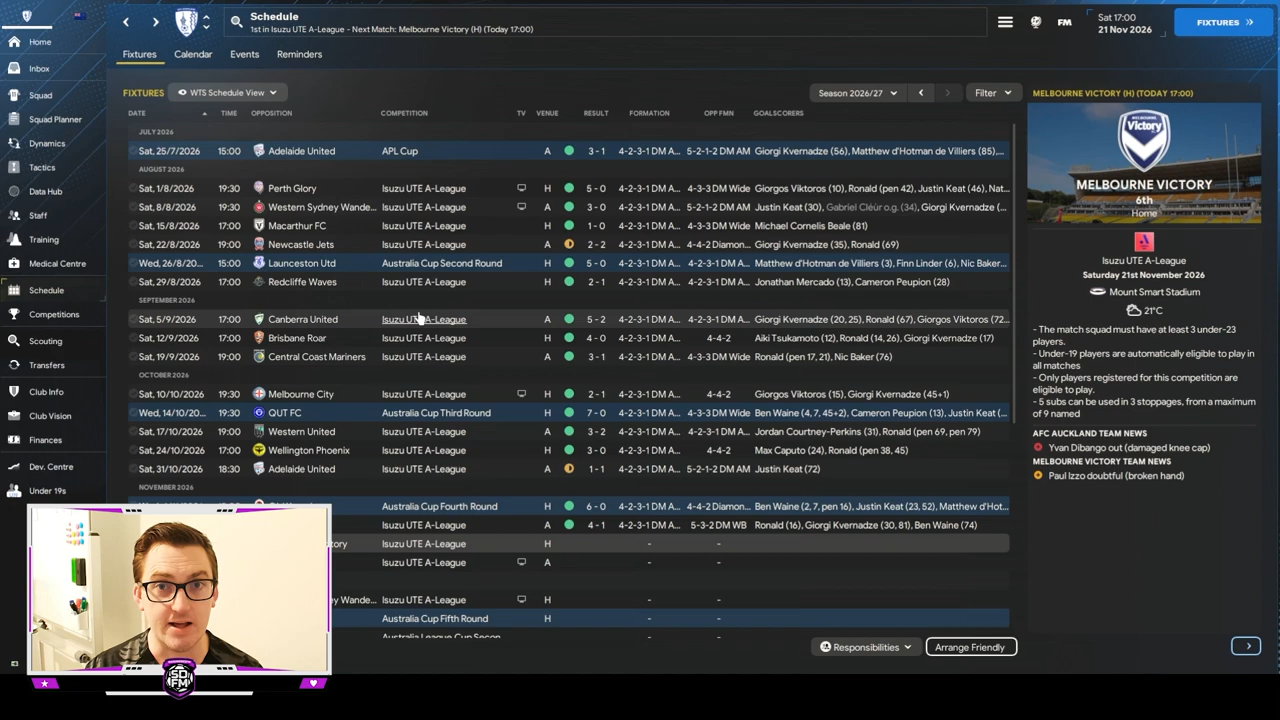 Schedule
1st in Isuzu UTE A-League - Next Match: Melbourne Victory (H) (Today 17:00)
FM
Sat 17:00
21 Nov 2026
FIXTURES
Home
Inbox
Squad
Squad Planner
Dynamics
Tactics
Data Hub
Staff
Training
Medical Centre
Schedule
Competitions
Scouting
Transfers
Club Info
Club Vision
Finances
Dev. Centre
Under 19s
Fixtures Calendar Events Reminders
FIXTURES WTS Schedule View Season 2026/27 Filter
DATE TIME OPPOSITION COMPETITION TV VENUE RESULT FORMATION OPP FMN GOALSCORERS
JULY 2026
Sat, 25/7/2026 15:00 Adelaide United APL Cup A 3 - 1 4-2-3-1 DM A... 5-2-1-2 DM AM Giorgi Kvernadze (56), Matthew d'Hotman de Villiers (85),...
AUGUST 2026
Sat, 1/8/2026 19:30 Perth Glory Isuzu UTE A-League H 5 - 0 4-2-3-1 DM A... 4-3-3 DM Wide Giorgos Viktoros (10), Ronald (pen 42), Justin Keat (46), Nat...
Sat, 8/8/2026 19:30 Western Sydney Wande... Isuzu UTE A-League A 3 - 0 4-2-3-1 DM A... 5-2-1-2 DM AM Justin Keat (30), Gabriel Cléür o.g. (34), Giorgi Kvernadze (...
Sat, 15/8/2026 17:00 Macarthur FC Isuzu UTE A-League H 1 - 0 4-2-3-1 DM A... 4-3-3 DM Wide Michael Cornelis Beale (81)
Sat, 22/8/2026 19:00 Newcastle Jets Isuzu UTE A-League A 2 - 2 4-2-3-1 DM A... 4-4-2 Diamon... Giorgi Kvernadze (35), Ronald (69)
Wed, 26/8/20... 15:00 Launceston Utd Australia Cup Second Round H 5 - 0 4-2-3-1 DM A... 4-2-3-1 DM A... Matthew d'Hotman de Villiers (3), Finn Linder (6), Nic Baker...
Sat, 29/8/2026 17:00 Redcliffe Waves Isuzu UTE A-League H 2 - 1 4-2-3-1 DM A... 4-2-3-1 DM A... Jonathan Mercado (13), Cameron Peupion (28)
SEPTEMBER 2026
Sat, 5/9/2026 17:00 Canberra United Isuzu UTE A-League A 5 - 2 4-2-3-1 DM A... 4-2-3-1 DM A... Giorgi Kvernadze (20, 25), Ronald (67), Giorgos Viktoros (72...
Sat, 12/9/2026 17:00 Brisbane Roar Isuzu UTE A-League H 4 - 0 4-2-3-1 DM A... 4-4-2 Aiki Tsukamoto (12), Ronald (14, 26), Giorgi Kvernadze (17)
Sat, 19/9/2026 19:00 Central Coast Mariners Isuzu UTE A-League A 3 - 1 4-2-3-1 DM A... 4-3-3 DM Wide Ronald (pen 17, 21), Nic Baker (76)
OCTOBER 2026
Sat, 10/10/2026 19:30 Melbourne City Isuzu UTE A-League H 2 - 1 4-2-3-1 DM A... 4-4-2 Giorgos Viktoros (15), Giorgi Kvernadze (45+1)
Wed, 14/10/20... 19:30 QUT FC Australia Cup Third Round H 7 - 0 4-2-3-1 DM A... 4-3-3 DM Wide Ben Waine (4, 7, 45+2), Cameron Peupion (13), Justin Keat (...
Sat, 17/10/2026 19:00 Western United Isuzu UTE A-League A 3 - 2 4-2-3-1 DM A... 4-2-3-1 DM A... Jordan Courtney-Perkins (31), Ronald (pen 69, pen 79)
Sat, 24/10/2026 17:00 Wellington Phoenix Isuzu UTE A-League H 3 - 0 4-2-3-1 DM A... 4-4-2 Max Caputo (24), Ronald (pen 38, 45)
Sat, 31/10/2026 18:30 Adelaide United Isuzu UTE A-League A 1 - 1 4-2-3-1 DM A... 5-2-1-2 DM AM Justin Keat (72)
NOVEMBER 2026
Australia Cup Fourth Round H 6 - 0 4-2-3-1 DM A... 4-4-2 Diamon... Ben Waine (2, 7, pen 16), Justin Keat (23, 52), Matthew d'Hot...
Isuzu UTE A-League A 4 - 1 4-2-3-1 DM A... 5-3-2 DM WB Ronald (16), Giorgi Kvernadze (30, 81), Ben Waine (74)
tory Isuzu UTE A-League H - -
Isuzu UTE A-League A - -
ey Wande... Isuzu UTE A-League H - -
Australia Cup Fifth Round H - -
Australia League Cup Secon - -
Responsibilities Arrange Friendly
MELBOURNE VICTORY (H) (TODAY 17:00)
Victory
MELBOURNE VICTORY
6th
Home
Isuzu UTE A-League
Saturday 21st November 2026
Mount Smart Stadium
21°C
- The match squad must have at least 3 under-23
players.
- Under-19 players are automatically eligible to play in
all matches
- Only players registered for this competition are
eligible to play.
- 5 subs can be used in 3 stoppages, from a maximum
of 9 named
AFC AUCKLAND TEAM NEWS
Yvan Dibango out (damaged knee cap)
MELBOURNE VICTORY TEAM NEWS
Paul Izzo doubtful (broken hand)
SD
FM